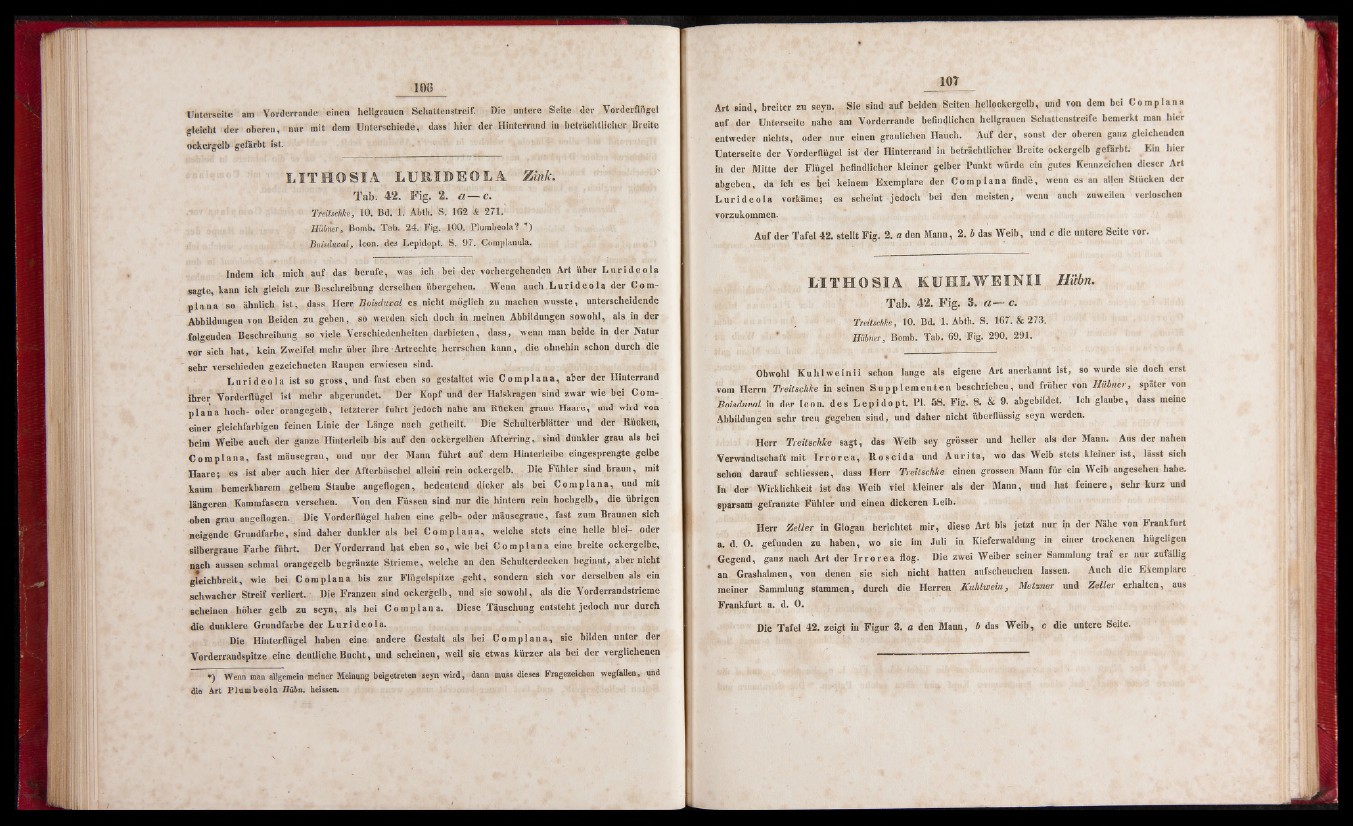 106
Unterseite am Vorderrande einen hellgrauen Schattenstreif. Die untere Seite der Vorderflügel
gleicht der oberen, nur mit dem Unterschiede, dass hier der Hinterrand in beträchtlicher Breite
ockergelb gefärbt ist.
LITHOSIA LURIDEOLA Zink.
Tab. 42. Fig. 2. a—c.
Treitschke, 10. Bd. 1. Abth. S. 162 & 271.
Hübner, Bomb. Tab. 24. Fig. 100. Plumbeola? *)
Boisduval, Icon. des Lepidopt. S. 97. Complanula.
Indem ich mich auf das berufe, was ich bei der vorhergehenden Art über Lurideola
sagte, kann ich gleich zur Beschreibung derselben übergehen. Wenn auch Lurideola der Com-
plana so ähnlich ist, dass Herr Boisduval es nicht möglich zu machen wusste, unterscheidende
Abbildungen von Beiden zu geben, so werden sich doch in meinen Abbildungen sowohl, als in der
folgenden Beschreibung so viele Verschiedenheiten darbieten, dass, wenn man beide in der Natur
vor sich hat, kein Zweifel mehr über ihre Artrechte herrschen kann, die ohnehin schon durch die
sehr verschieden gezeichneten Raupen erwiesen sind.
Lurideola ist so gross, und fast eben so gestaltet wie Complana, aber der Hinterrand
ihrer Vorderflügel ist mehr abgerundet. Der Kopf und der Halskragen sind zwar wie bei Com-
plana hoch- oder orangegelb, letzterer führt jedoch nahe am Rücken graue Haare, und wird von
einer gleichfarbigen feinen Linie der Länge nach getheilt. Die Schulterblätter und der Rücken,
beim Weibe auch der ganze Hinterleib bis auf den ockergelben Afterring, sind dunkler grau als bei
Complana, fast mäusegrau, und nur der Mann führt auf dem Hinterleibe eingesprengte gelbe
Haare; es ist aber auch hier der Afterbüschel allein rein ockergelb. Die Fühler sind braun, mit
kaum bemerkbarem gelbem Staube angeflogen, bedeutend dicker als bei Complana, und mit
längeren Kammfasern versehen. Von den Füssen sind nur die hintern rein hochgelb, die übrigen
oben grau angeflogen. Die Vorderflügel haben eine gelb- oder mäusegraue, fast zum Braunen sich
neigende Grundfarbe, sind daher dunkler als bei Complana, welche stets eine helle blei- oder
silbergraue Farbe führt. Der Vorderrand hat eben so, wie bei Complana eine breite ockergelbe,
nach aussen schmal orangegelb begränzte Strieme, welche an den Schulterdecken beginnt, aber nicht
gleichbreit, wie bei Complana bis zur Flügelspitze geht, sondern sich vor derselben als ein
schwacher Streif verliert. Die Franzen sind ockergelb, und sie sowohl, als die Vorderrandstrieme
scheinen höher gelb zu seyn, als bei Complana. Diese Täuschung entsteht jedoch nur durch
die dunklere Grundfarbe der Lurideola.
Die Hinterflügel haben eine andere Gestalt als bei Complana, sie bilden unter der
Vorderrandspitze eine deutliche Bucht, und scheinen, weil sie etwas kürzer als bei der verglichenen
*) Wenn man allgemein meiner Meinung beigetreten seyn wird, dann muss dieses Fragezeichen wegfallen, und
die Art Plumbeola Hübn. heissen.
107
Art sind, breiter zu seyn. Sie sind auf beiden Seiten hellockergelb, und von dem bei Complana
auf der Unterseite nahe am Vorderrande befindlichen hellgrauen Schattenstreife bemerkt man hier
entweder nichts, oder nur einen graulichen Hauch. Auf der, sonst der oberen ganz gleichenden
Unterseite der Vorderflügel ist der Hinterrand in beträchtlicher Breite ockergelb gefärbt. Ein hier
in der Mitte der Flügel befindlicher kleiner gelber Punkt würde ein gutes Kennzeichen dieser Art
abgeben, da ich es bei keinem Exemplare der Complana finde, wenn es an allen Stücken der
Lurideola vorkäme; es scheint jedoch bei den meisten, wenn auch zuweilen verloschen
vorzukommen.
Auf der Tafel 42. stellt Fig. 2. a den Mann, 2. b das Weib, und c die untere Seite vor.
LITHOSIA KUHLWEINII Hübn.
Tab. 42. Fig. 3. a—c.
Treitschke, 10. Bd. 1. Abth. S. 167. & 273.
Hübner, Bomb. Tab. 69. Fig. 290. 291.
Obwohl Kuhlweinii schon lange als eigene Art anerkannt ist, so wurde sie doch erst
vom Herrn Treitschke in seinen Supplementen beschrieben, und früher von Hübner, später von
Boisduval in der Icon. des Lepidopt. Pl. 58. Fig. 8. & 9. abgebildet. Ich glaube, dass meine
Abbildungen sehr treu gegeben sind, und daher nicht überflüssig seyn werden.
Herr Treitschke sagt, das Weib sey grösser und heller als der Mann. Aus der nahen
Verwandtschaft mit Irrorea, Roscida und Aurita, wo das Weib stets kleiner ist, lässt sich
schon darauf schliessen, dass Herr Treitschke einen grossen Mann für ein Weib angesehen habe.
In der Wirklichkeit ist das Weib viel kleiner als der Mann, und hat feinere, sehr kurz und
sparsam gefranzte Fühler und einen dickeren Leib.
Herr Zeller in Glogau berichtet mir, diese Art bis jetzt nur in der Nähe von Frankfurt
a. d. O. gefunden zu haben, wo sie im Juli in Kieferwaldung in einer trockenen hügeligen
Gegend, ganz nach Art der Irrorea flog. Die zwei Weiber seiner Sammlung traf er nur zufällig
an Grashalmen, von denen sie sich nicht hatten aufscheuchen lassen. Auch die Exemplare
meiner Sammlung stammen, durch die Herren Kuhlwein, Metzner und Zeller erhalten, aus
Frankfurt a. d. O.
Die Tafel 42. zeigt in Figur 3. a den Mann, b das Weib, c die untere Seite.